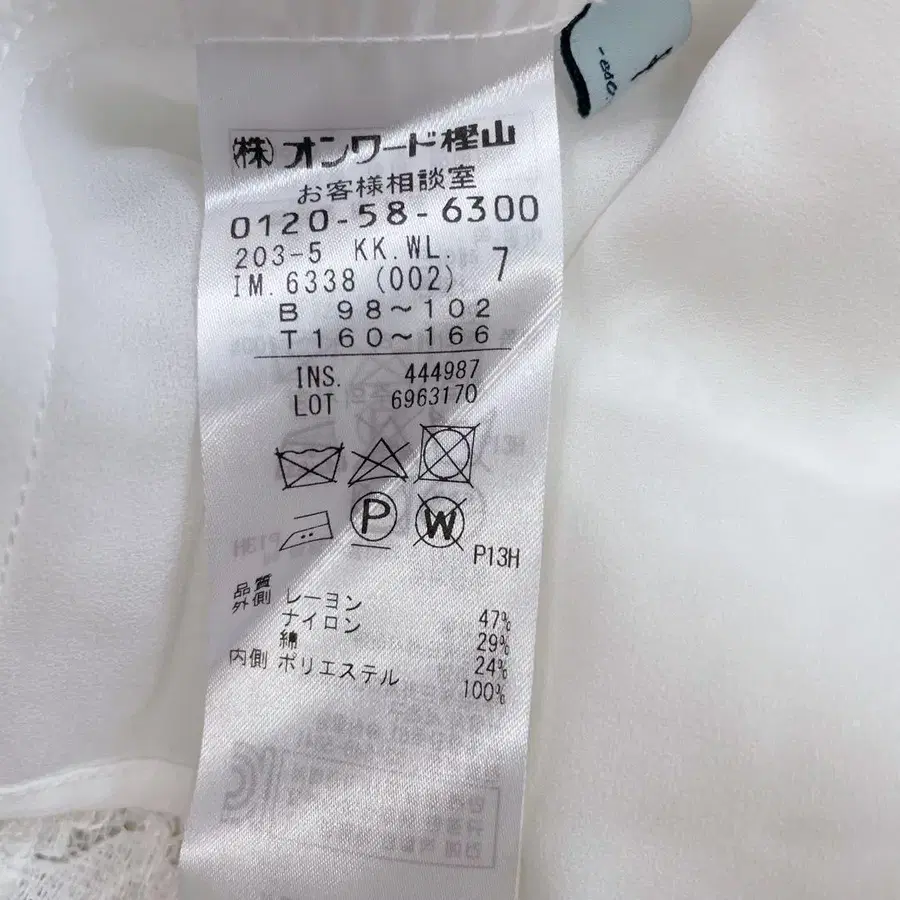 ㈱オンワード樫山
お客様相談室
0120-58-6300
203-5 KK.WL. 7
IM.6338 (002)
B 98～102
T 160～166
INS. 444987
LOT 6963170
P W
P13H
品質
外側 レーヨン 47%
ナイロン 29%
綿 24%
内側 ポリエステル 100%